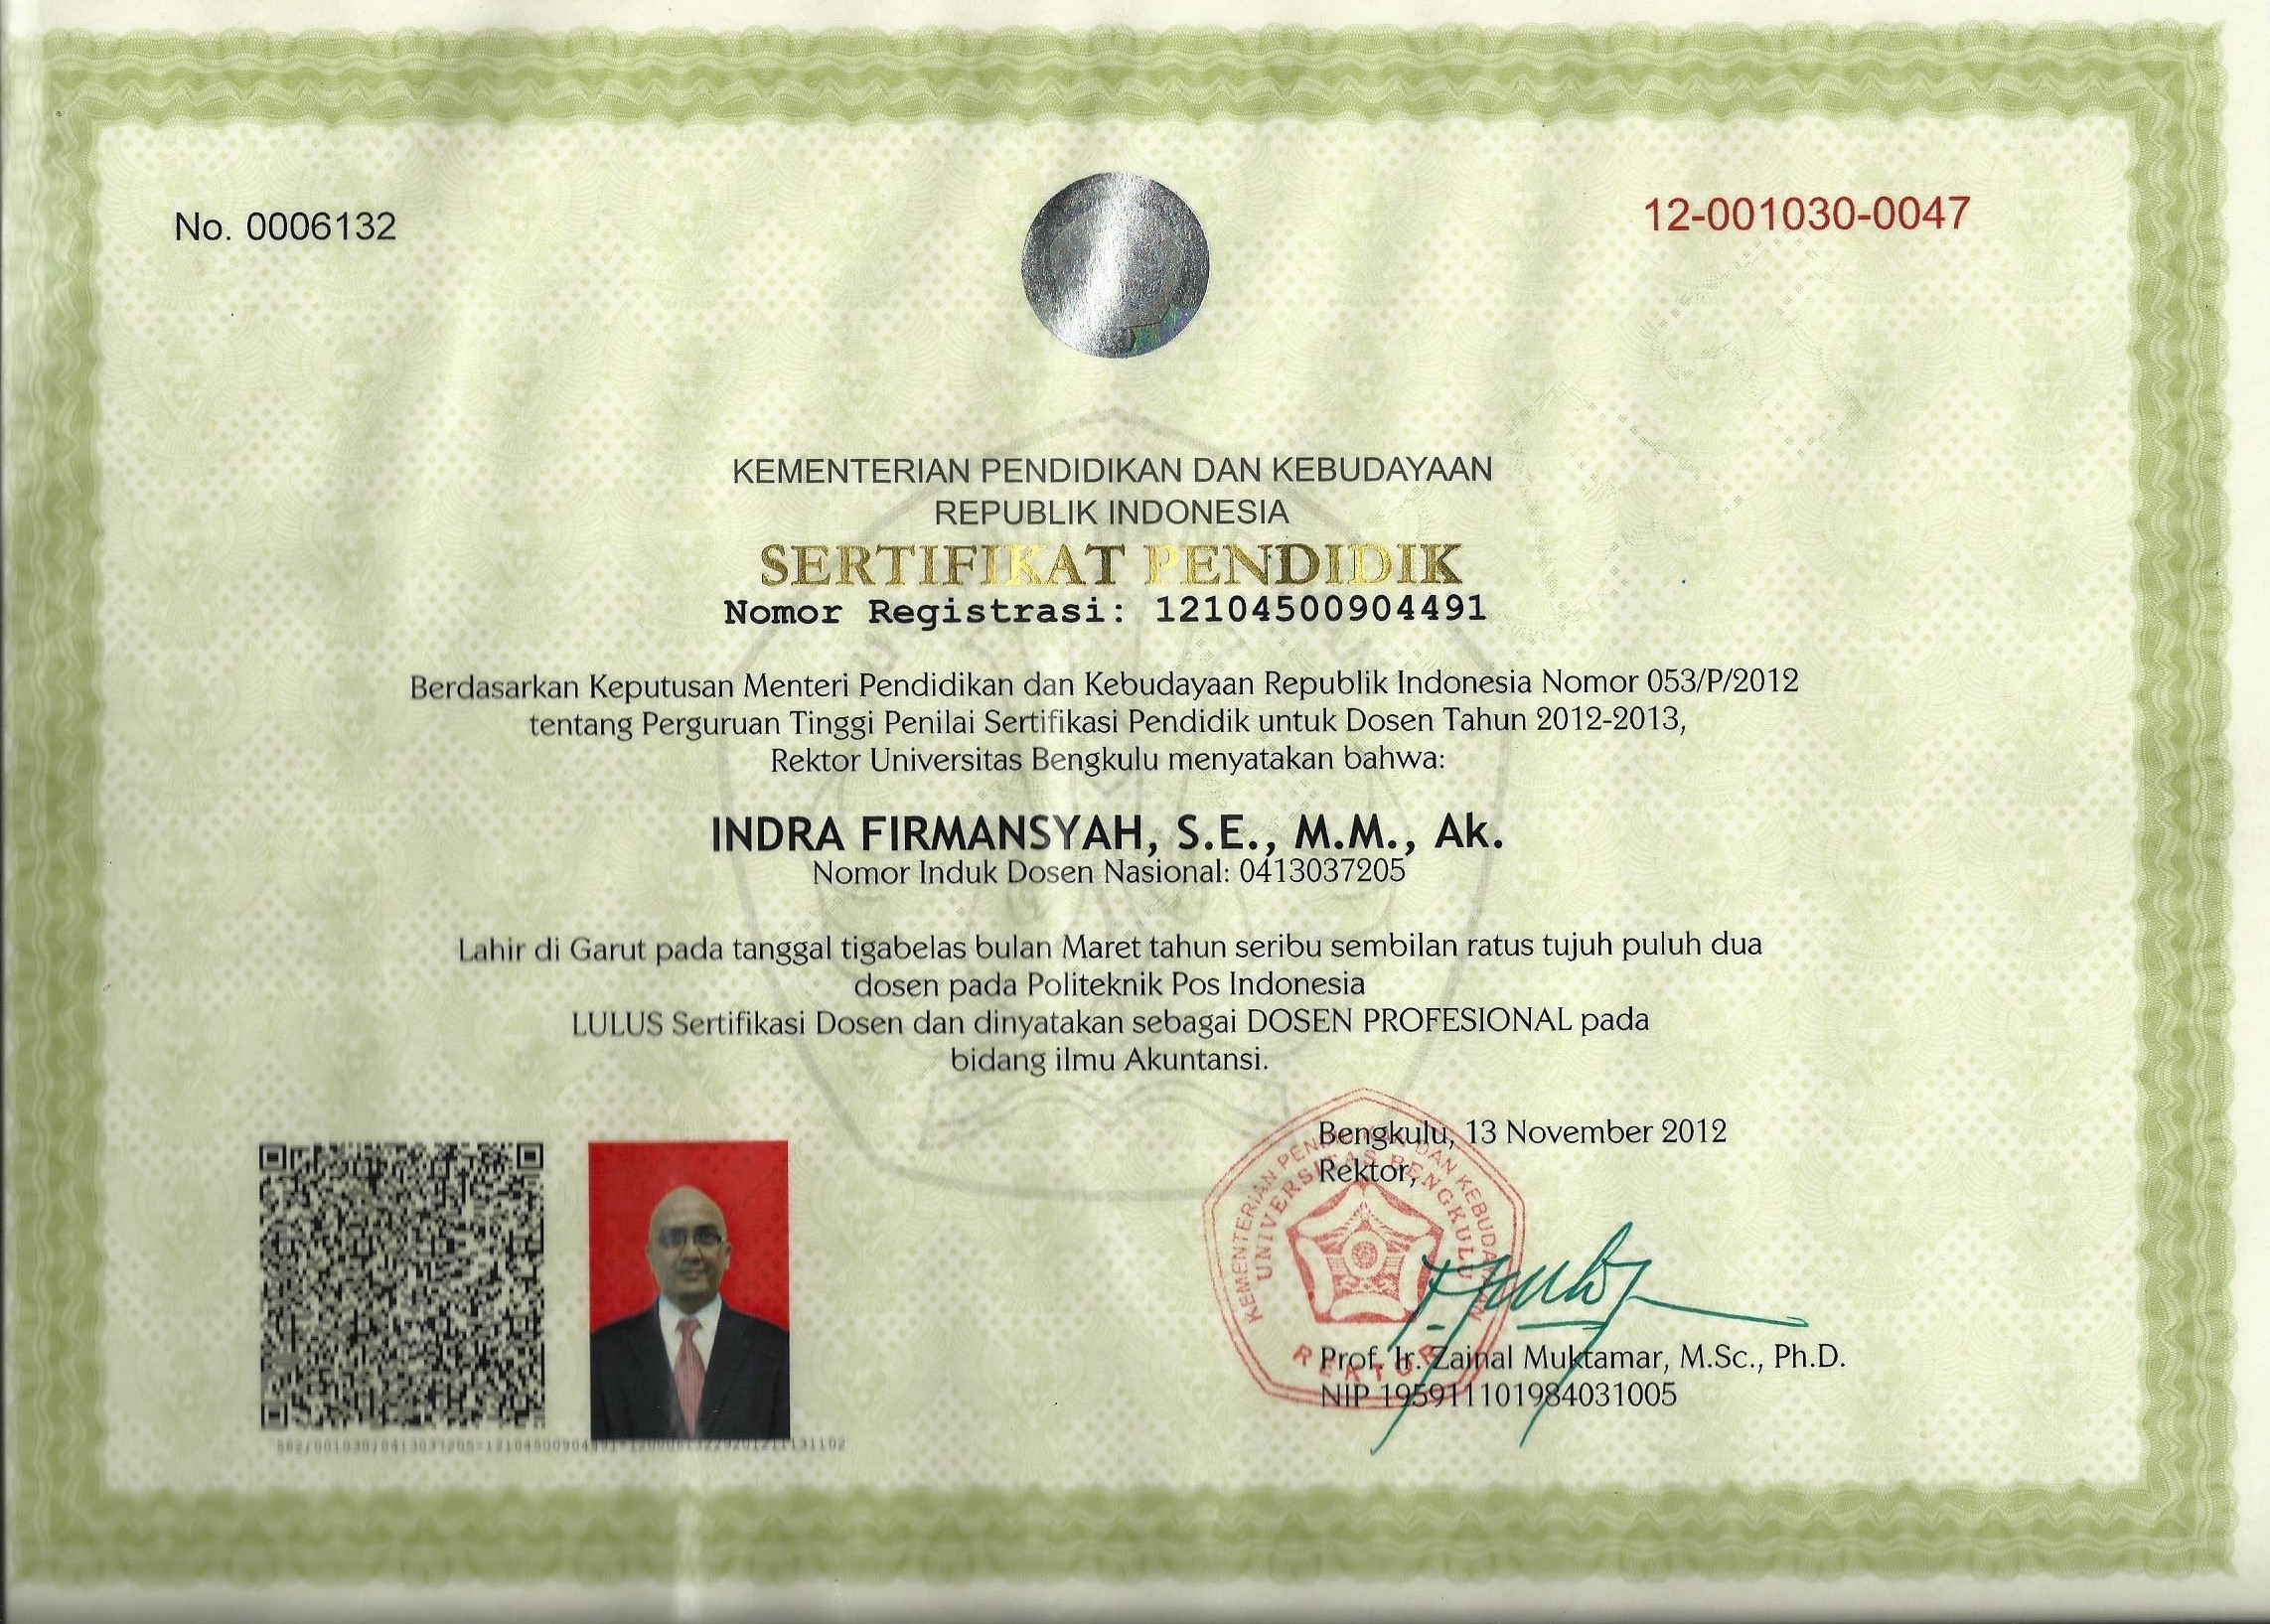 No. 0006132
12-001030-0047
KEMENTERIAN PENDIDIKAN DAN KEBUDAYAAN
REPUBLIK INDONESIA
SERTIFIKAT PENDIDIK
Nomor Registrasi: 12104500904491
Berdasarkan Keputusan Menteri Pendidikan dan Kebudayaan Republik Indonesia Nomor 053/P/2012
tentang Perguruan Tinggi Penilai Sertifikasi Pendidik untuk Dosen Tahun 2012-2013,
Rektor Universitas Bengkulu menyatakan bahwa:
INDRA FIRMANSYAH, S.E., M.M., Ak.
Nomor Induk Dosen Nasional: 0413037205
Lahir di Garut pada tanggal tigabelas bulan Maret tahun seribu sembilan ratus tujuh puluh dua
dosen pada Politeknik Pos Indonesia
LULUS Sertifikasi Dosen dan dinyatakan sebagai DOSEN PROFESIONAL pada
bidang ilmu Akuntansi.
Bengkulu, 13 November 2012
Rektor,
KEMENTERIAN PENDIDIKAN DAN KEBUDAYAAN
UNIVERSITAS BENGKULU
REKTOR
Prof. Ir. Zainal Muktamar, M.Sc., Ph.D.
NIP 195911101984031005